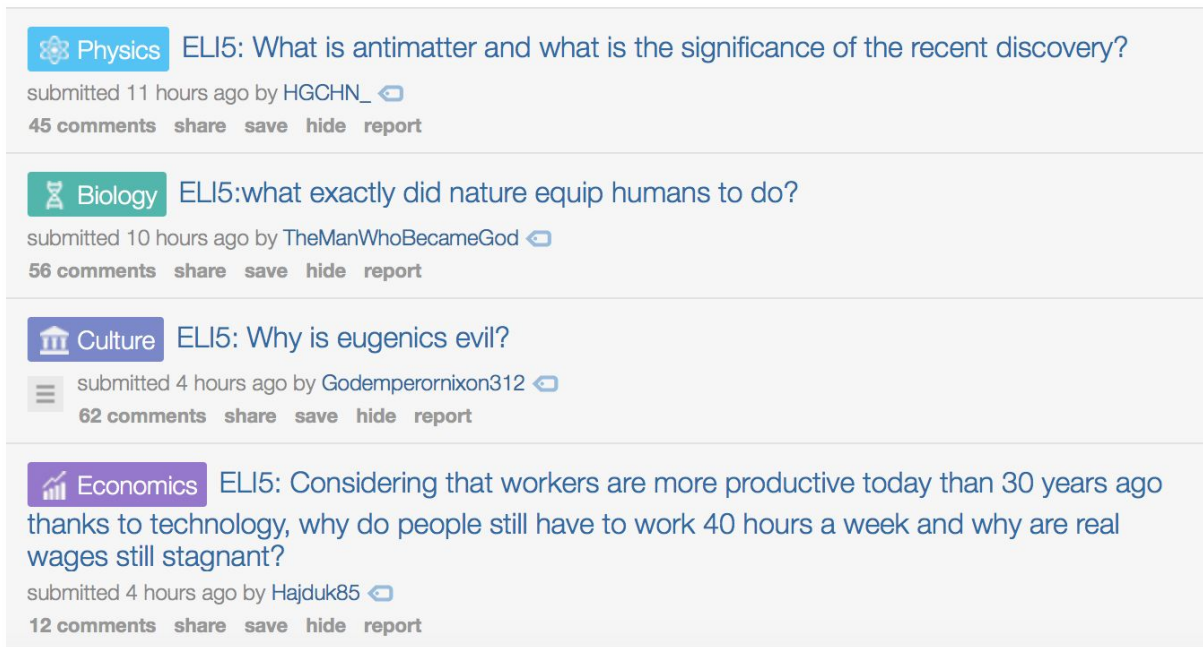 Physics ELI5: What is antimatter and what is the significance of the recent discovery?
submitted 11 hours ago by HGCHN_
45 comments share save hide report
Biology ELI5:what exactly did nature equip humans to do?
submitted 10 hours ago by TheManWhoBecameGod
56 comments share save hide report
Culture ELI5: Why is eugenics evil?
submitted 4 hours ago by Godemperornixon312
62 comments share save hide report
Economics ELI5: Considering that workers are more productive today than 30 years ago
thanks to technology, why do people still have to work 40 hours a week and why are real
wages still stagnant?
submitted 4 hours ago by Hajduk85
12 comments share save hide report